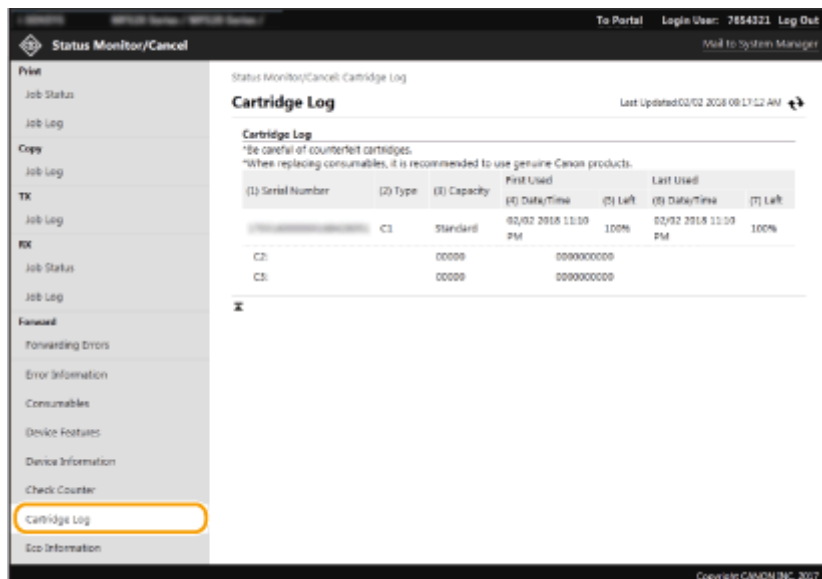 To Portal Login User: 7654321 Log Out
Status Monitor/Cancel Mail to System Manager
Print
Job Status
Job Log
Copy
Job Log
TX
Job Log
RX
Job Status
Job Log
Forward
Forwarding Errors
Error Information
Consumables
Device Features
Device Information
Check Counter
Cartridge Log
Eco Information
Status Monitor/Cancel: Cartridge Log
Cartridge Log
Last Updated:02/02 2018 08:17:12 AM
Cartridge Log
*Be careful of counterfeit cartridges.
*When replacing consumables, it is recommended to use genuine Canon products.
First Used Last Used
(1) Serial Number (2) Type (3) Capacity (4) Date/Time (5) Left (6) Date/Time (7) Left
C1 Standard 02/02 2018 11:10 PM 100% 02/02 2018 11:10 PM 100%
C2: 00000 0000000000
C3: 00000 0000000000
Copyright CANON INC. 2017